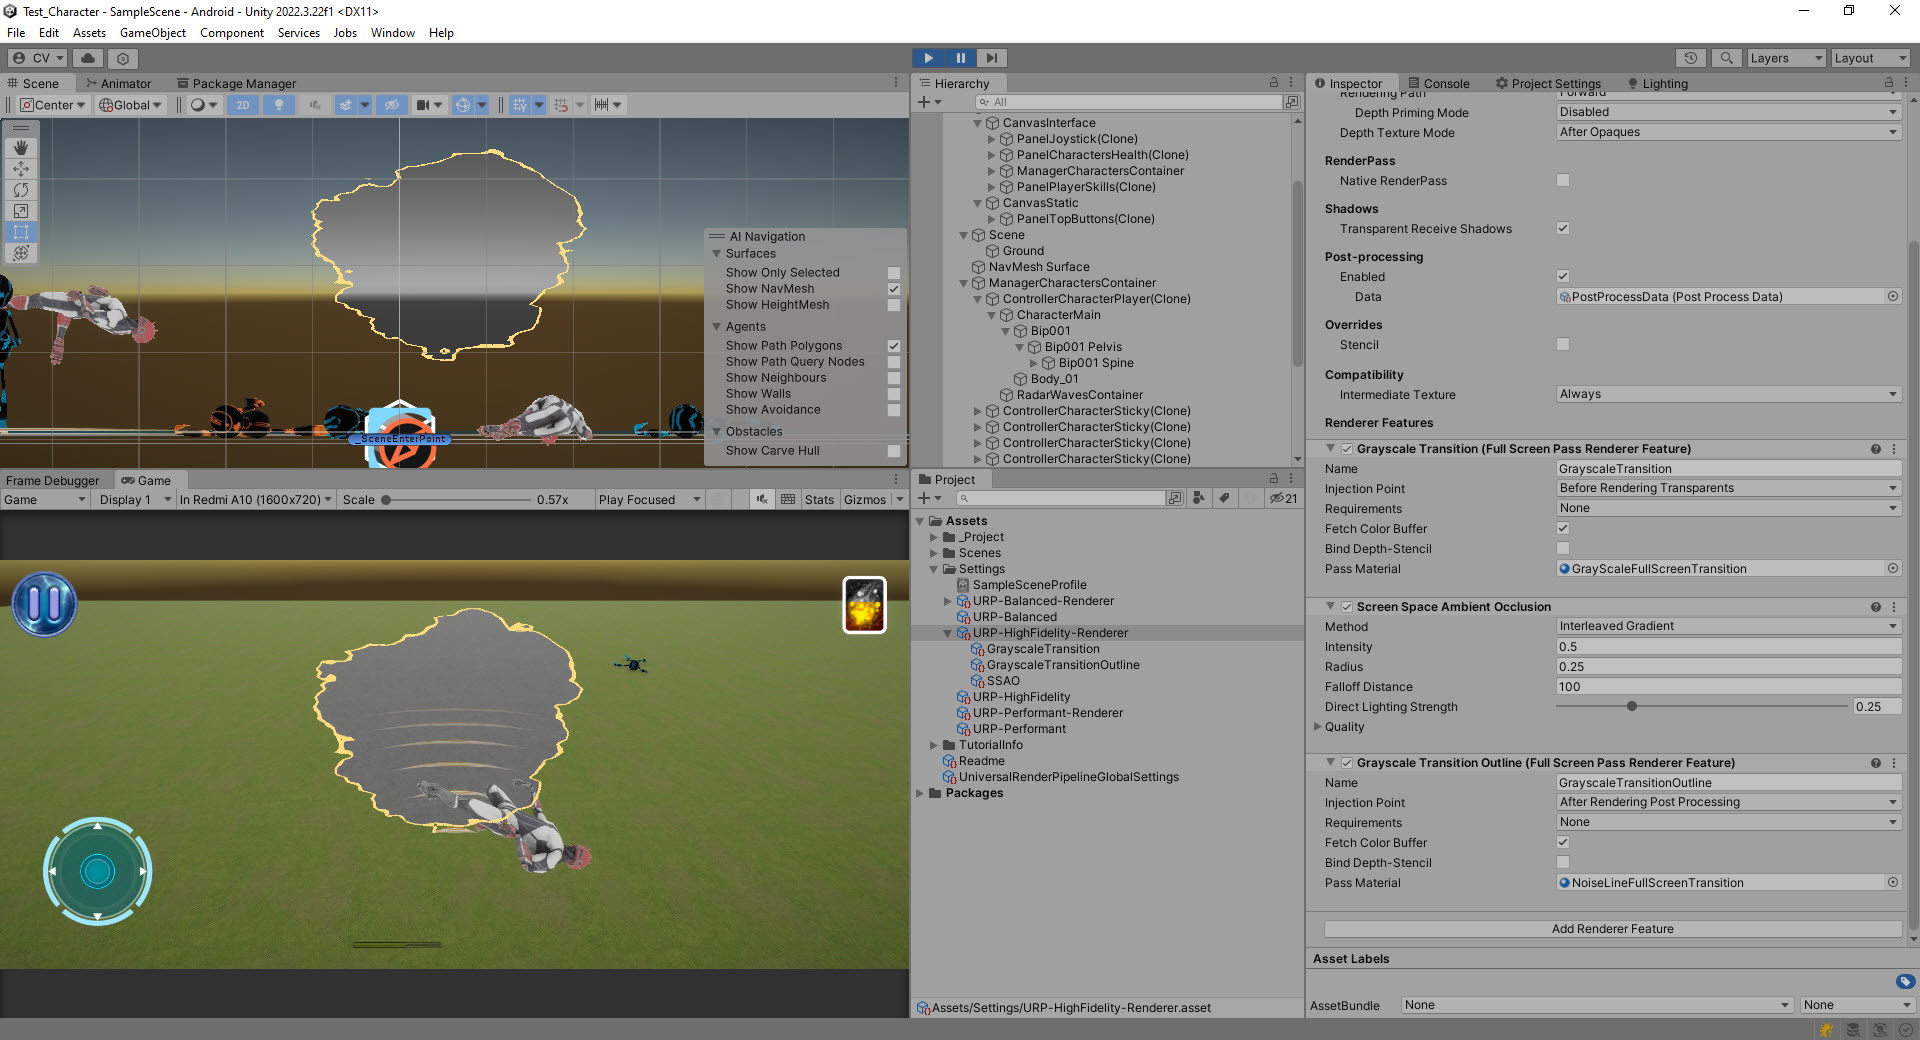 Test_Character - SampleScene - Android - Unity 2022.3.22f1 <DX11>
File Edit Assets GameObject Component Services Jobs Window Help
CV
Layers Layout
Scene Animator Package Manager
Center Global 2D
AI Navigation
Surfaces
Show Only Selected
Show NavMesh
Show HeightMesh
Agents
Show Path Polygons
Show Path Query Nodes
Show Neighbours
Show Walls
Show Avoidance
Obstacles
Show Carve Hull
_SceneEnterPoint
Frame Debugger Game
Game Display 1 In Redmi A10 (1600x720) Scale 0.57x Play Focused Stats Gizmos
Hierarchy
All
CanvasInterface
PanelJoystick(Clone)
PanelCharactersHealth(Clone)
ManagerCharactersContainer
PanelPlayerSkills(Clone)
CanvasStatic
PanelTopButtons(Clone)
Scene
Ground
NavMesh Surface
ManagerCharactersContainer
ControllerCharacterPlayer(Clone)
CharacterMain
Bip001
Bip001 Pelvis
Bip001 Spine
Body_01
RadarWavesContainer
ControllerCharacterSticky(Clone)
ControllerCharacterSticky(Clone)
ControllerCharacterSticky(Clone)
ControllerCharacterSticky(Clone)
Project
21
Assets
_Project
Scenes
Settings
SampleSceneProfile
URP-Balanced-Renderer
URP-Balanced
URP-HighFidelity-Renderer
GrayscaleTransition
GrayscaleTransitionOutline
SSAO
URP-HighFidelity
URP-Performant-Renderer
URP-Performant
TutorialInfo
Readme
UniversalRenderPipelineGlobalSettings
Packages
Assets/Settings/URP-HighFidelity-Renderer.asset
Inspector Console Project Settings Lighting
Rendering Path Forward
Depth Priming Mode Disabled
Depth Texture Mode After Opaques
RenderPass
Native RenderPass
Shadows
Transparent Receive Shadows
Post-processing
Enabled
Data PostProcessData (Post Process Data)
Overrides
Stencil
Compatibility
Intermediate Texture Always
Renderer Features
Grayscale Transition (Full Screen Pass Renderer Feature)
Name GrayscaleTransition
Injection Point Before Rendering Transparents
Requirements None
Fetch Color Buffer
Bind Depth-Stencil
Pass Material GrayScaleFullScreenTransition
Screen Space Ambient Occlusion
Method Interleaved Gradient
Intensity 0.5
Radius 0.25
Falloff Distance 100
Direct Lighting Strength 0.25
Quality
Grayscale Transition Outline (Full Screen Pass Renderer Feature)
Name GrayscaleTransitionOutline
Injection Point After Rendering Post Processing
Requirements None
Fetch Color Buffer
Bind Depth-Stencil
Pass Material NoiseLineFullScreenTransition
Add Renderer Feature
Asset Labels
AssetBundle None None